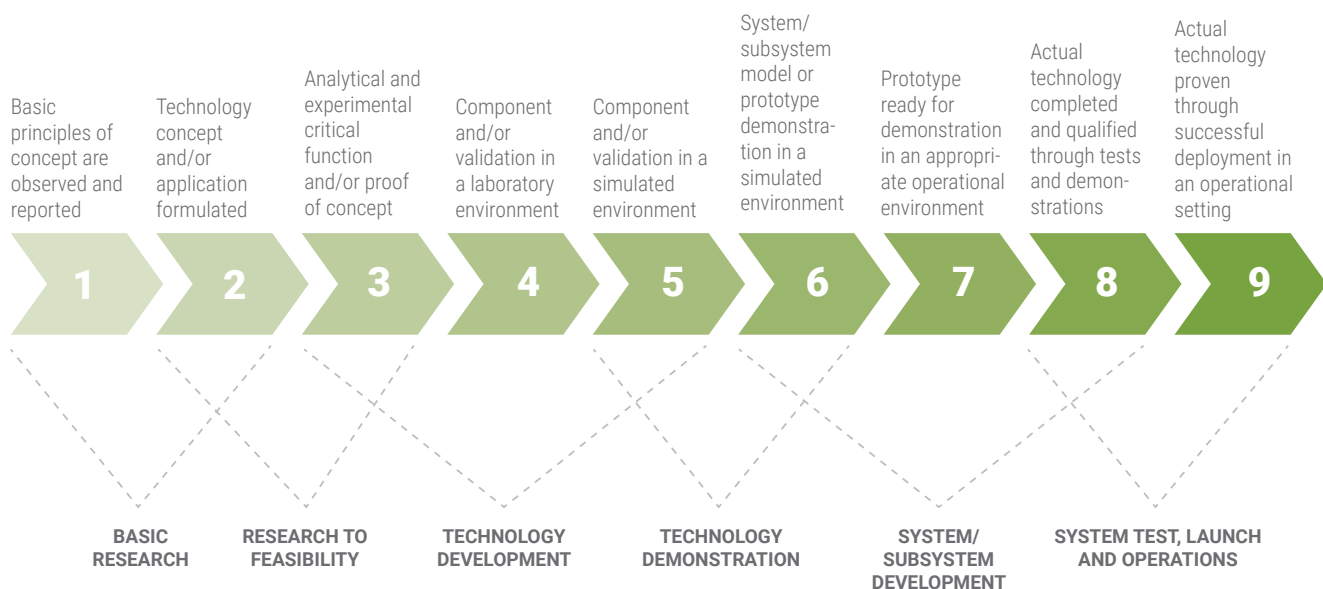 Basic
principles of
concept are
observed and
reported
Technology
concept
and/or
application
formulated
Analytical and
experimental
critical
function
and/or proof
of concept
Component
and/or
validation in
a laboratory
environment
Component
and/or
validation in a
simulated
environment
System/
subsystem
model or
prototype
demonstra-
tion in a
simulated
environment
Prototype
ready for
demonstration
in an appropri-
ate operational
environment
Actual
technology
completed
and qualified
through tests
and demon-
strations
Actual
technology
proven
through
successful
deployment in
an operational
setting
1
2
3
4
5
6
7
8
9
BASIC
RESEARCH
RESEARCH TO
FEASIBILITY
TECHNOLOGY
DEVELOPMENT
TECHNOLOGY
DEMONSTRATION
SYSTEM/
SUBSYSTEM
DEVELOPMENT
SYSTEM TEST, LAUNCH
AND OPERATIONS